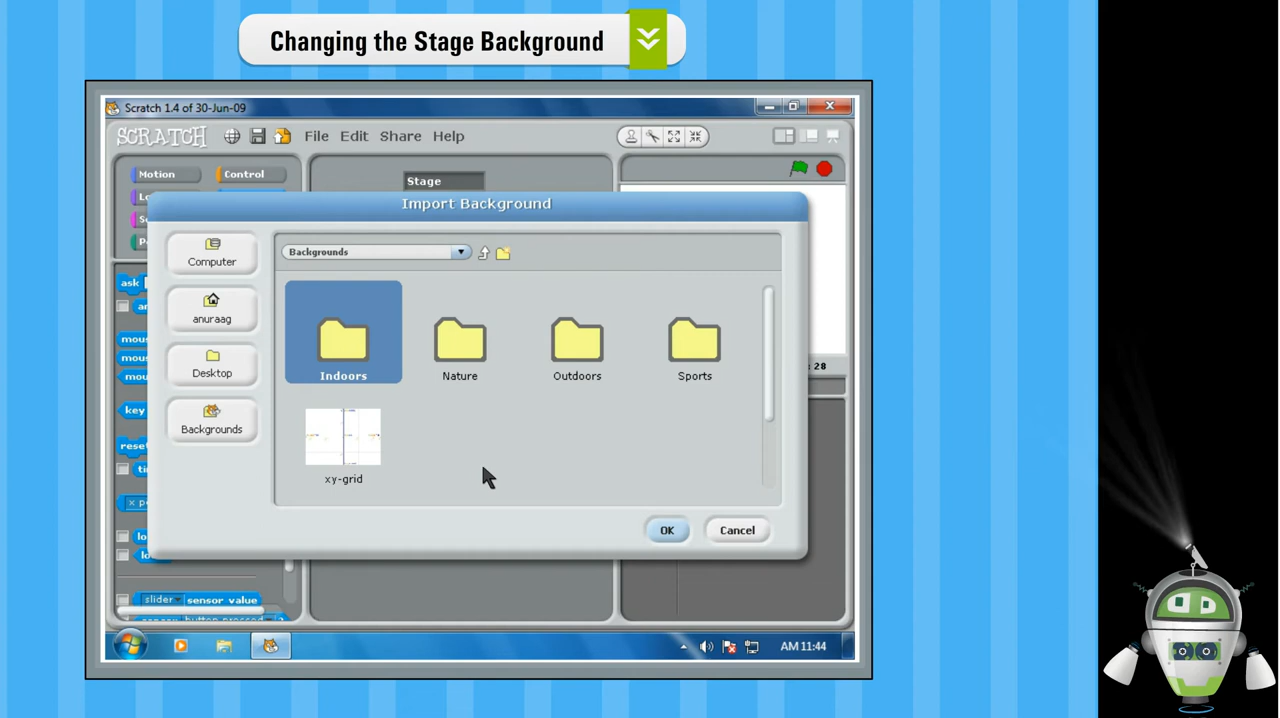 Changing the Stage Background
Scratch 1.4 of 30-Jun-09
SCRATCH File Edit Share Help
Motion Control
Stage
Import Background
Computer
anuraag
Desktop
Backgrounds
Backgrounds
Indoors Nature Outdoors Sports
xy-grid
OK Cancel
ask
key
slider sensor value
28
AM 11:44